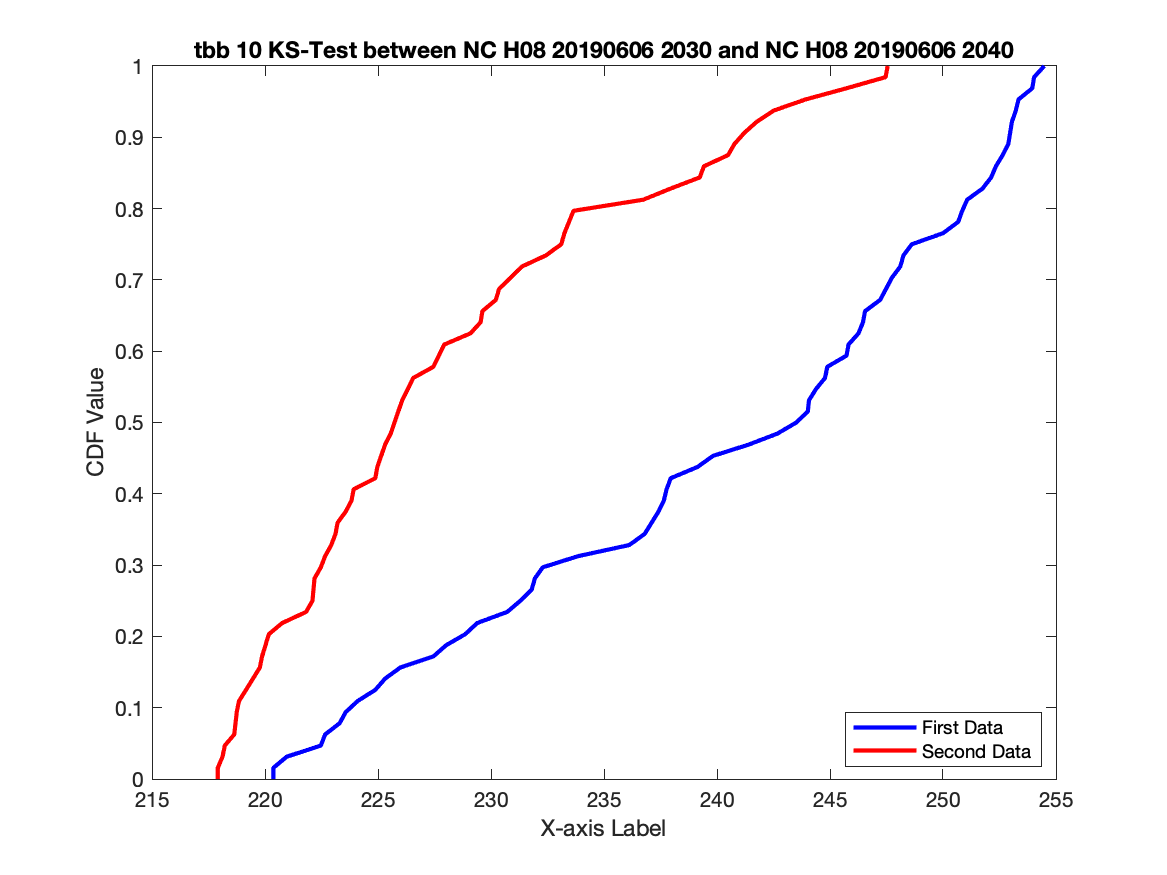 tbb 10 KS-Test between NC H08 20190606 2030 and NC H08 20190606 2040
1
0.9
0.8
0.7
0.6
0.5
0.4
0.3
0.2
0.1
0
CDF Value
First Data
Second Data
215 220 225 230 235 240 245 250 255
X-axis Label